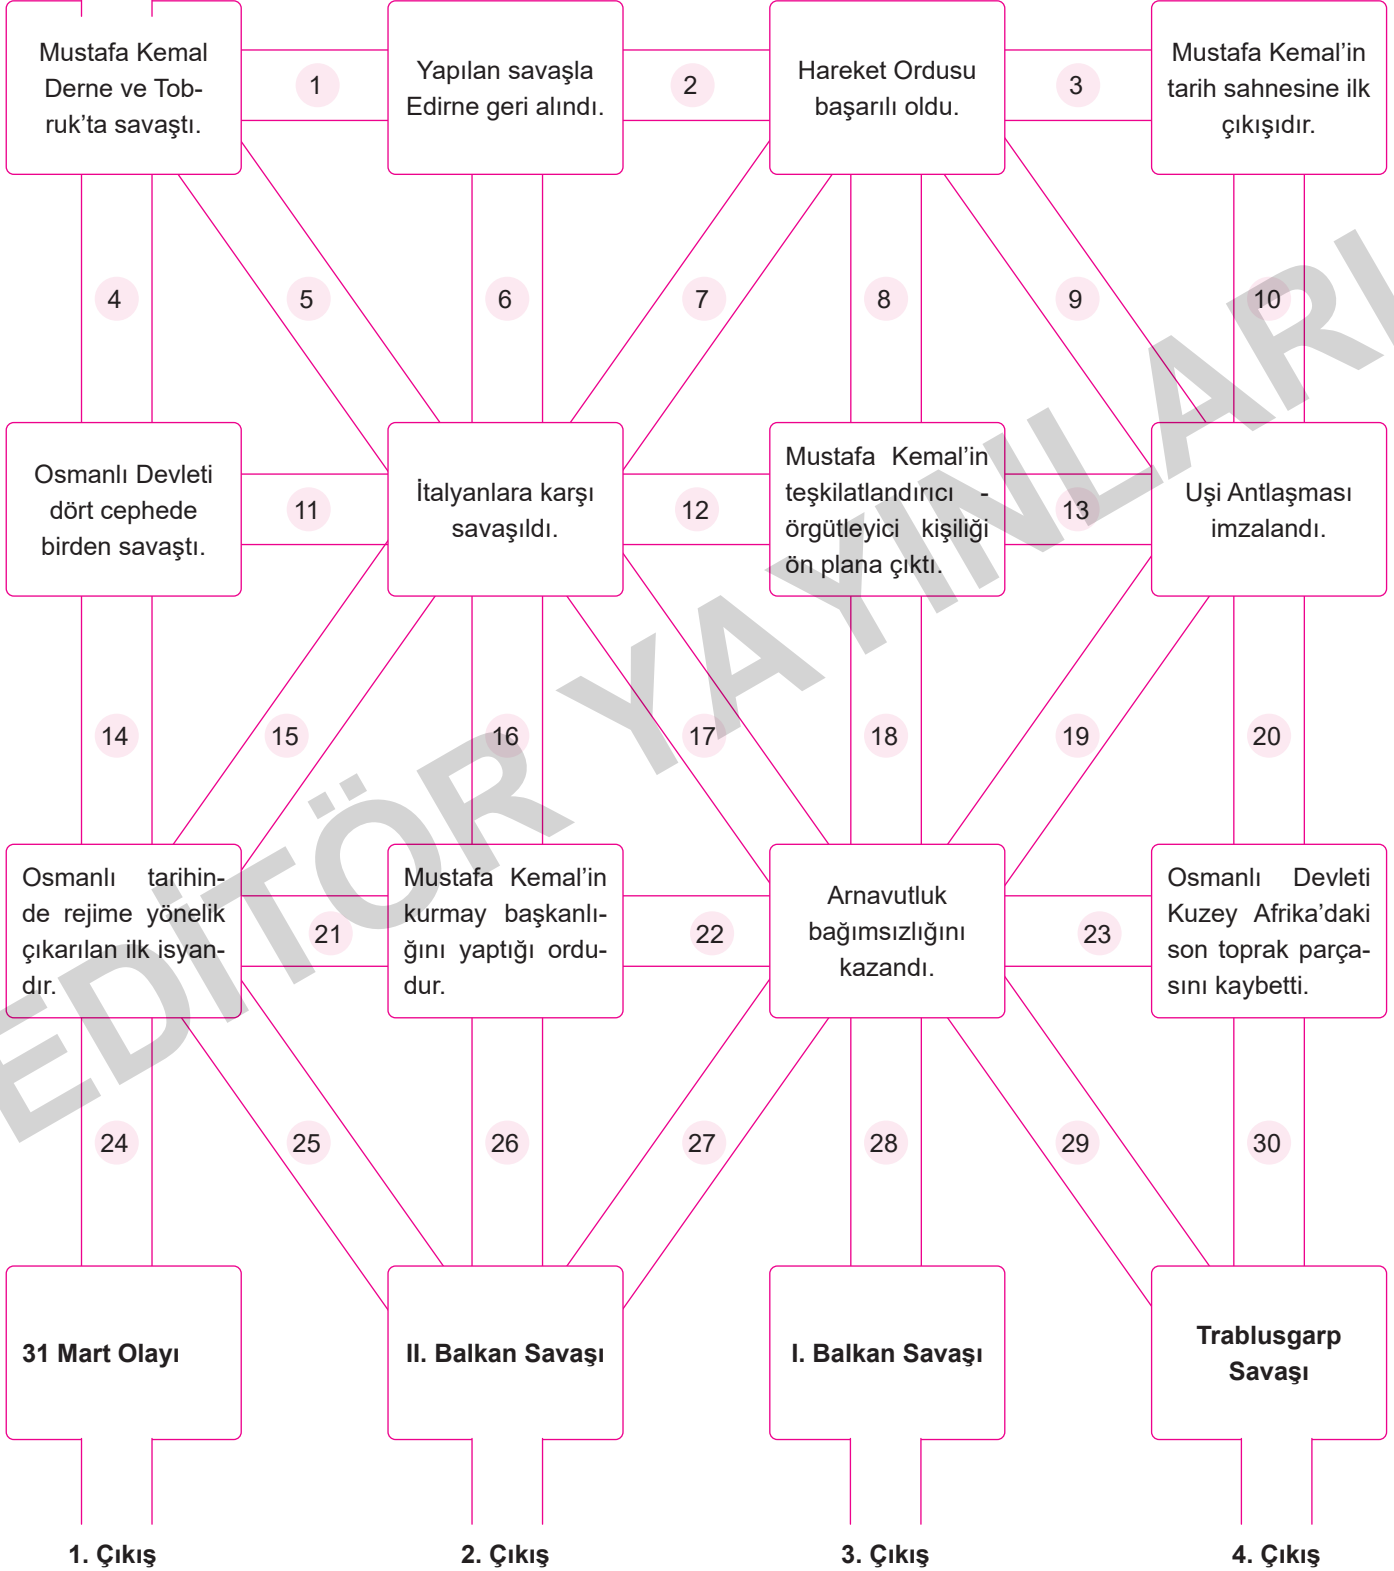 Mustafa Kemal
Derne ve Tob-
ruk’ta savaştı.
1
Yapılan savaşla
Edirne geri alındı.
2
Hareket Ordusu
başarılı oldu.
3
Mustafa Kemal’in
tarih sahnesine ilk
çıkışıdır.
4
5
6
7
8
9
10
Osmanlı Devleti
dört cephede
birden savaştı.
11
İtalyanlara karşı
savaşıldı.
12
Mustafa Kemal’in
teşkilatlandırıcı -
örgütleyici kişiliği
ön plana çıktı.
13
Uşi Antlaşması
imzalandı.
14
15
16
17
18
19
20
Osmanlı tarihin-
de rejime yönelik
çıkarılan ilk isyan-
dır.
21
Mustafa Kemal’in
kurmay başkanlı-
ğını yaptığı ordu-
dur.
22
Arnavutluk
bağımsızlığını
kazandı.
23
Osmanlı Devleti
Kuzey Afrika’daki
son toprak parça-
sını kaybetti.
24
25
26
27
28
29
30
31 Mart Olayı
II. Balkan Savaşı
I. Balkan Savaşı
Trablusgarp
Savaşı
1. Çıkış
2. Çıkış
3. Çıkış
4. Çıkış
EDİTÖR YAYINLARI